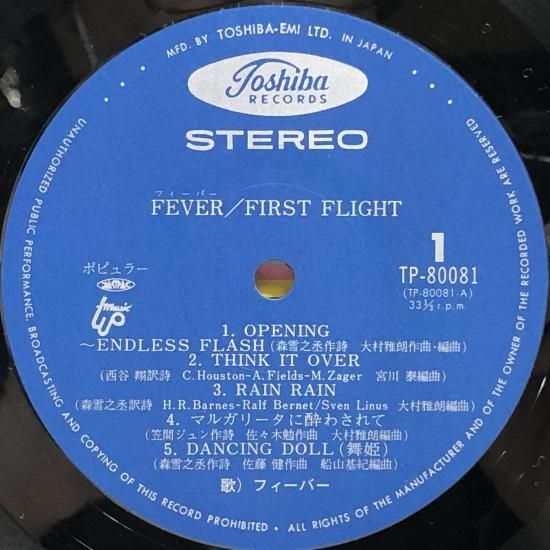 MFD. BY TOSHIBA-EMI LTD. IN JAPAN
Toshiba
RECORDS
STEREO
フィーバー
FEVER/FIRST FLIGHT
1
ポピュラー
JASRAC
TP-80081
(TP-80081-A)
33⅓ r.p.m.
music
up
1. OPENING
~ENDLESS FLASH (森雪之丞作詩 大村雅朗作曲・編曲)
2. THINK IT OVER
(西谷 翔訳詩 C.Houston-A.Fields-M.Zager 宮川 泰編曲)
3. RAIN RAIN
(森雪之丞訳詩 H.R.Barnes-Ralf Bernet/Sven Linus 大村雅朗編曲)
4. マルガリータに酔わされて
(笠間ジュン作詩 佐々木勉作曲 大村雅朗編曲)
5. DANCING DOLL (舞姫)
(森雪之丞作詩 佐藤 健作曲 船山基紀編曲)
歌) フィーバー
UNAUTHORIZED PUBLIC PERFORMANCE, BROADCASTING AND COPYING OF THIS RECORD PROHIBITED • ALL RIGHTS OF THE MANUFACTURER AND OF THE OWNER OF THE RECORDED WORK ARE RESERVED